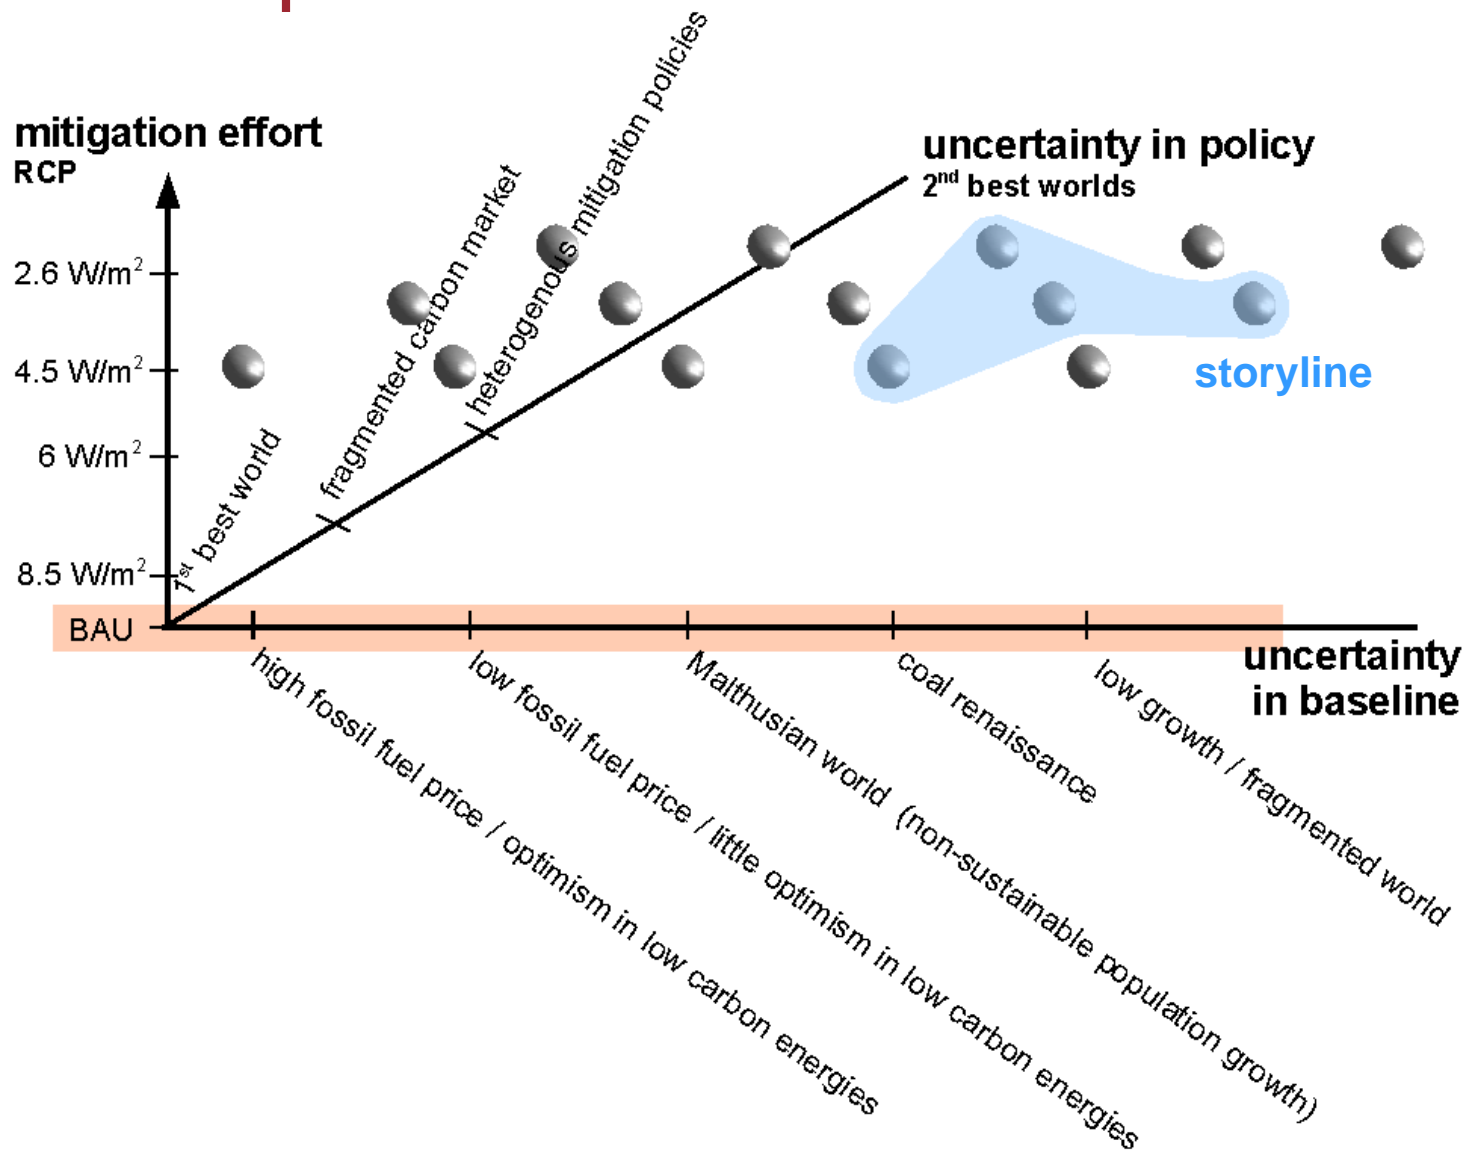 mitigation effort
RCP
2.6 W/m²
4.5 W/m²
6 W/m²
8.5 W/m²
BAU
1st best world
fragmented carbon market
heterogenous mitigation policies
uncertainty in policy
2nd best worlds
storyline
uncertainty
in baseline
high fossil fuel price / optimism in low carbon energies
low fossil fuel price / little optimism in low carbon energies
Malthusian world (non-sustainable population growth)
coal renaissance
low growth / fragmented world